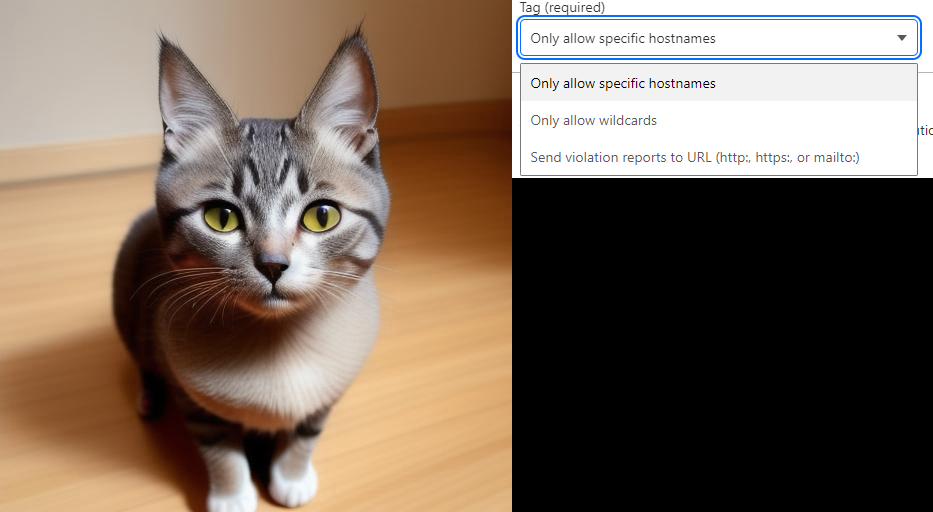 Tag (required)
Only allow specific hostnames
Only allow specific hostnames
Only allow wildcards
Send violation reports to URL (http:, https:, or mailto:)